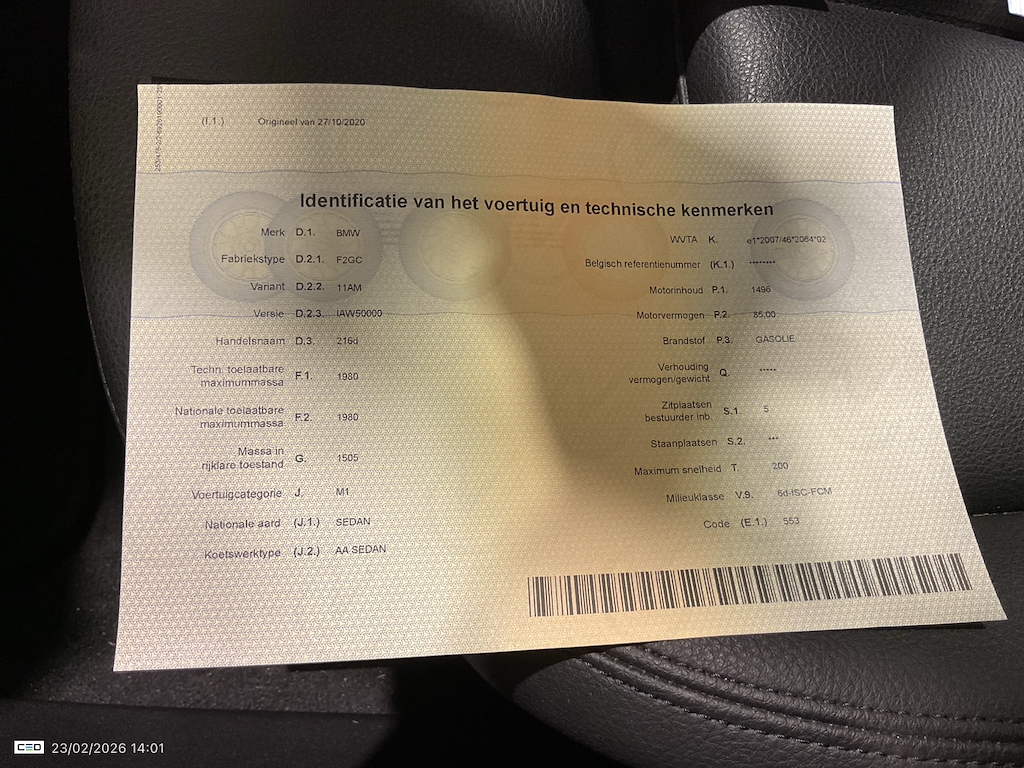 (I.1.) Origineel van 27/10/2020
Identificatie van het voertuig en technische kenmerken
Merk D.1. BMW
Fabriekstype D.2.1. F2GC
Variant D.2.2. 11AM
Versie D.2.3. IAW50000
Handelsnaam D.3. 216d
Techn. toelaatbare
maximummassa F.1. 1980
Nationale toelaatbare
maximummassa F.2. 1980
Massa in
rijklare toestand G. 1505
Voertuigcategorie J. M1
Nationale aard (J.1.) SEDAN
Koetswerktype (J.2.) AA SEDAN
WVTA K. e1*2007/46*2064*02
Belgisch referentienummer (K.1.) ********
Motorinhoud P.1. 1496
Motorvermogen P.2. 85,00
Brandstof P.3. GASOLIE
Verhouding
vermogen/gewicht Q. *****
Zitplaatsen
bestuurder inb. S.1. 5
Staanplaatsen S.2. ***
Maximum snelheid T. 200
Milieuklasse V.9. 6d-ISC-FCM
Code (E.1.) 553
CEO 23/02/2026 14:01